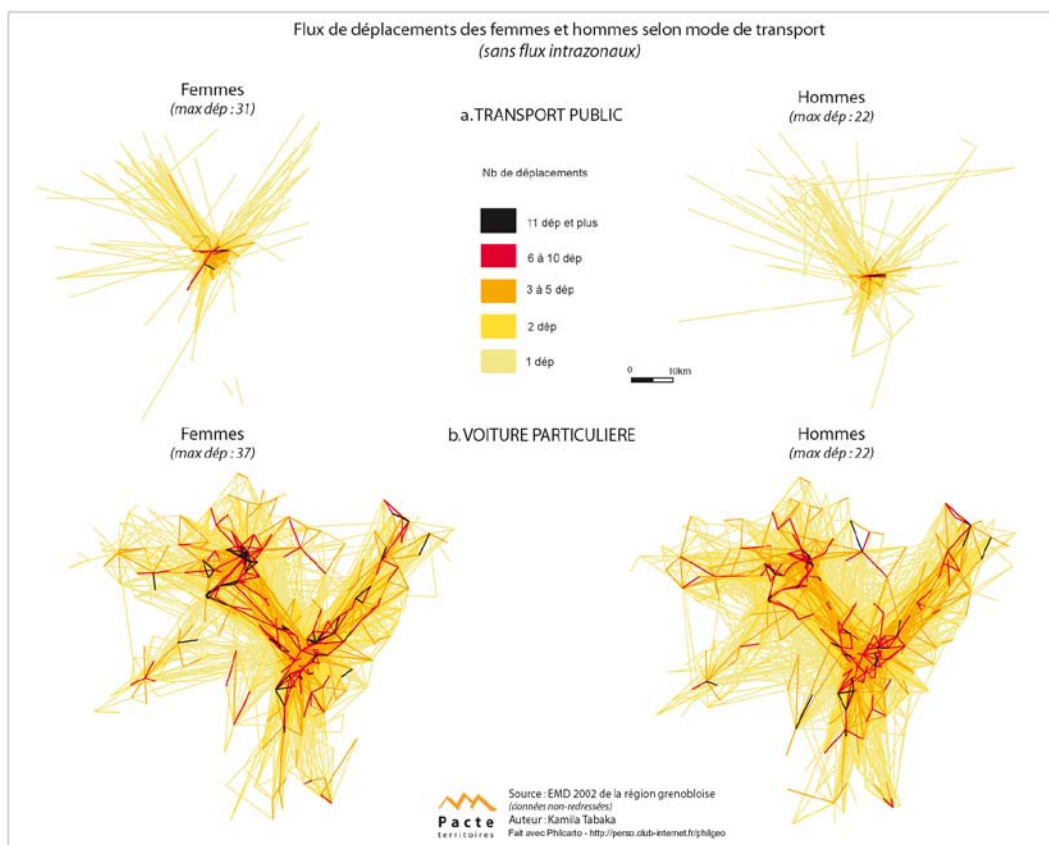 Flux de déplacements des femmes et hommes selon mode de transport
(sans flux intrazonaux)
Femmes
(max dép : 31)
a. TRANSPORT PUBLIC
Hommes
(max dép : 22)
Nb de déplacements
11 dép et plus
6 à 10 dép
3 à 5 dép
2 dép
1 dép
0 10km
Femmes
(max dép : 37)
b. VOITURE PARTICULIERE
Hommes
(max dép : 22)
Pacte
territoires
Source : EMD 2002 de la région grenobloise
(données non-redressées)
Auteur : Kamila Tabaka
Fait avec Philcarto - http://perso.club-internet.fr/philgeo